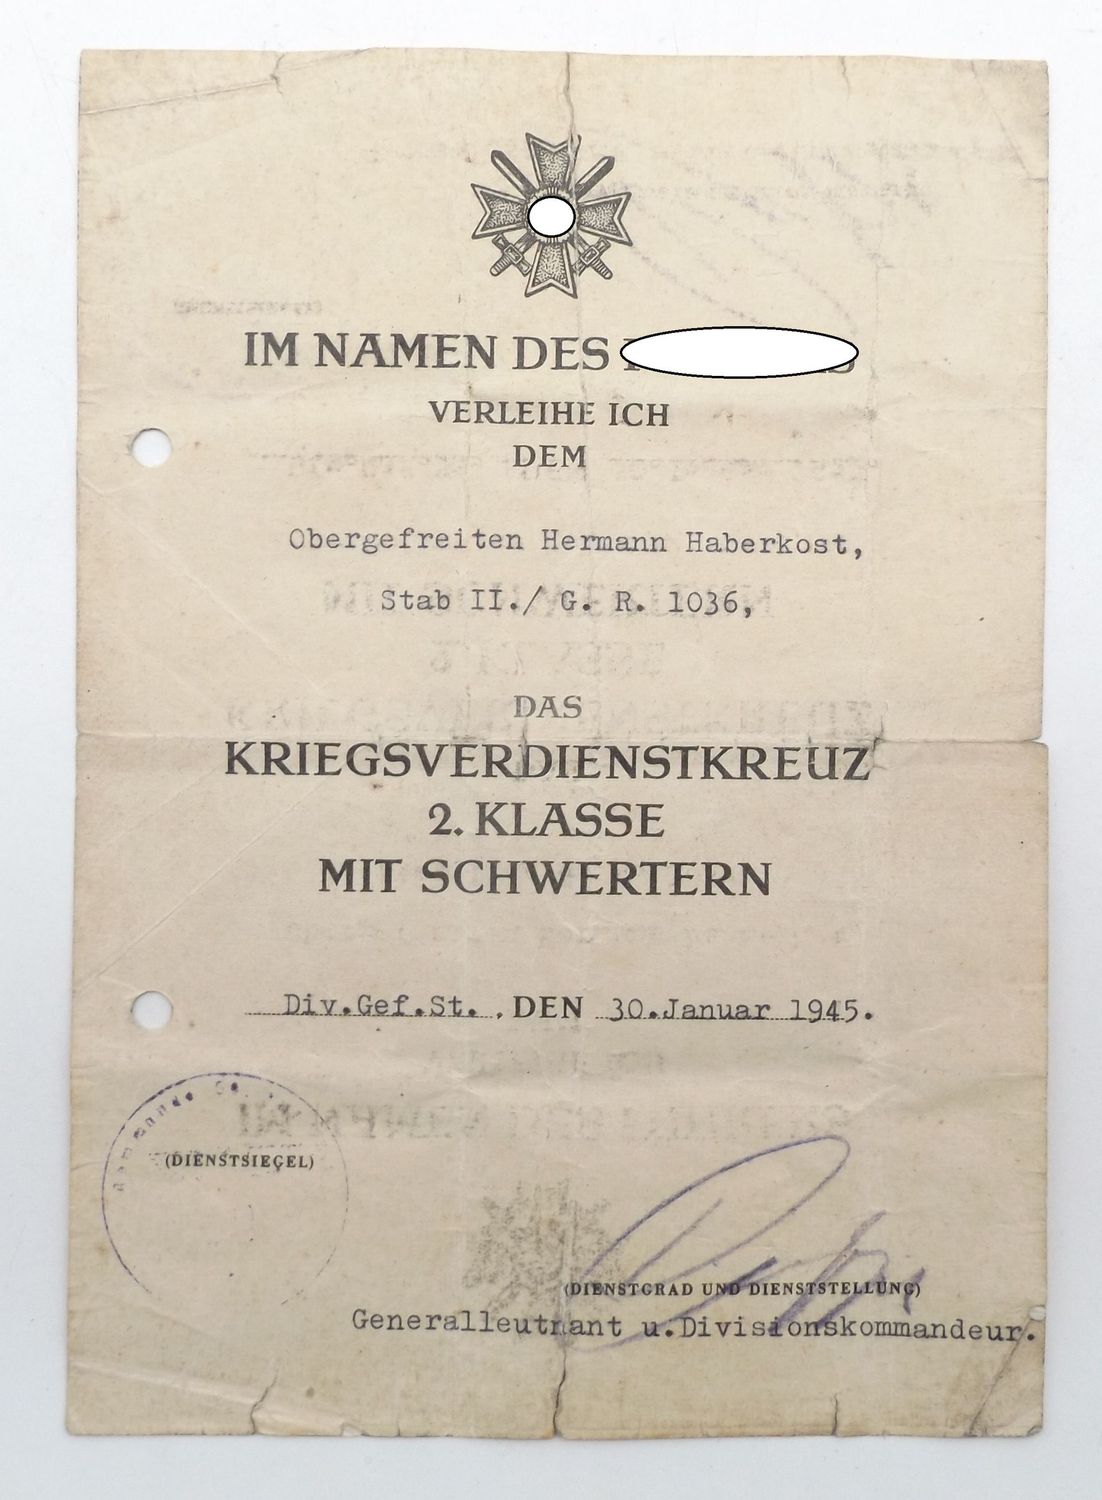 IM NAMEN DES
VERLEIHE ICH
DEM
Obergefreiten Hermann Haberkost,
Stab II./ G. R. 1036,
DAS
KRIEGSVERDIENSTKREUZ
2. KLASSE
MIT SCHWERTERN
Div.Gef.St. , DEN 30.Januar 1945.
(DIENSTSIEGEL)
(DIENSTGRAD UND DIENSTSTELLUNG)
Generalleutnant u.Divisionskommandeur.